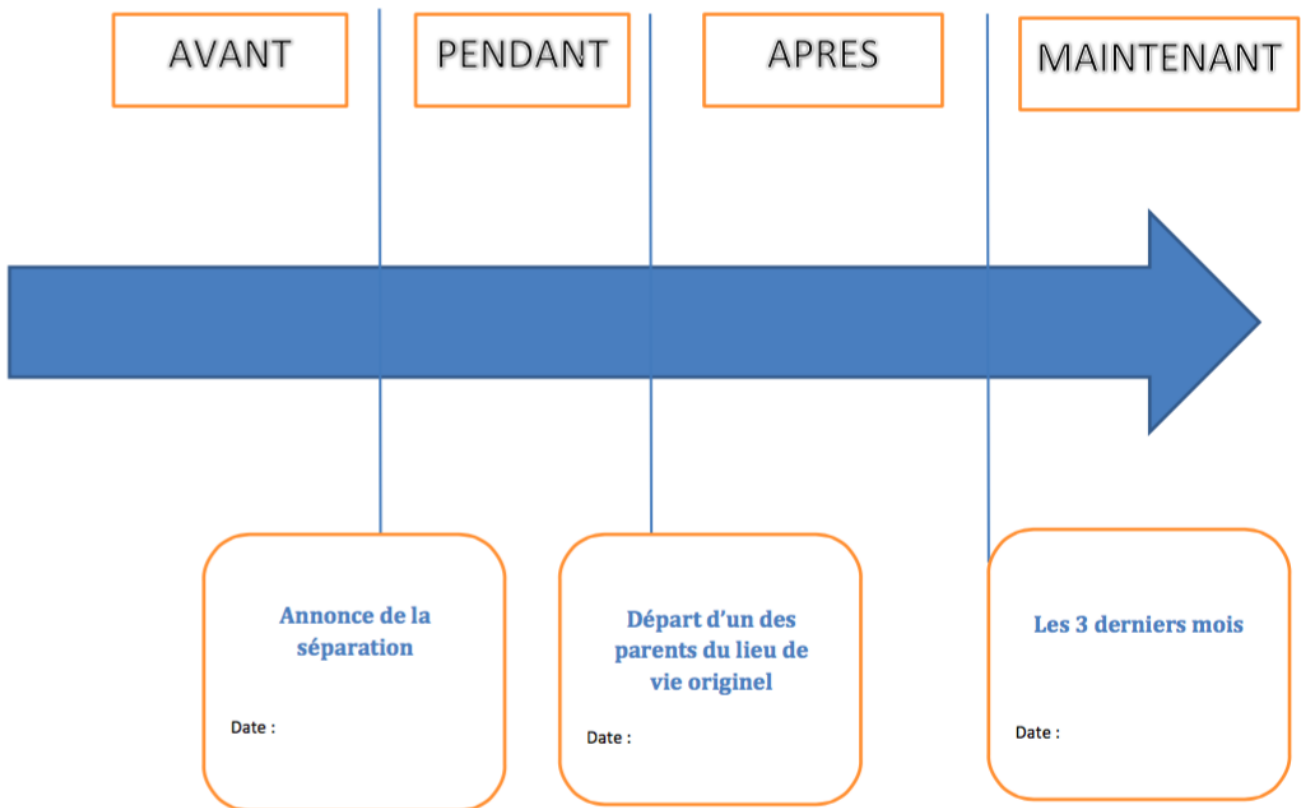 AVANT
PENDANT
APRES
MAINTENANT
Annonce de la
séparation
Date :
Départ d’un des
parents du lieu de
vie originel
Date :
Les 3 derniers mois
Date :